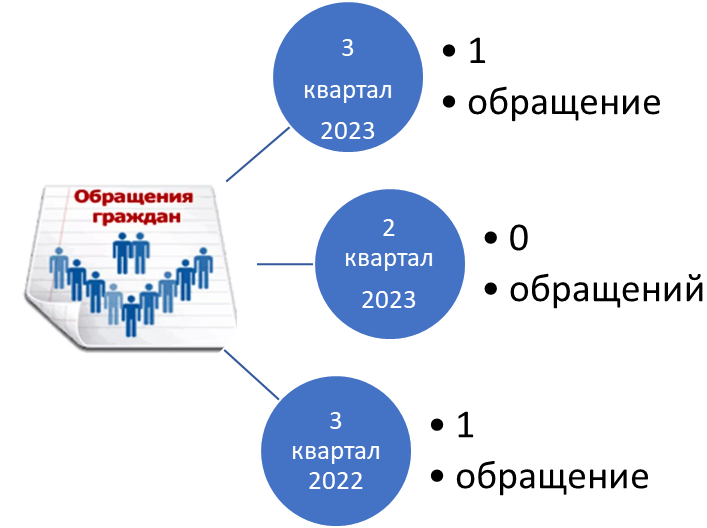 Обращения
граждан
3
квартал
2023
• 1
• обращение
2
квартал
2023
• 0
• обращений
3
квартал
2022
• 1
• обращение